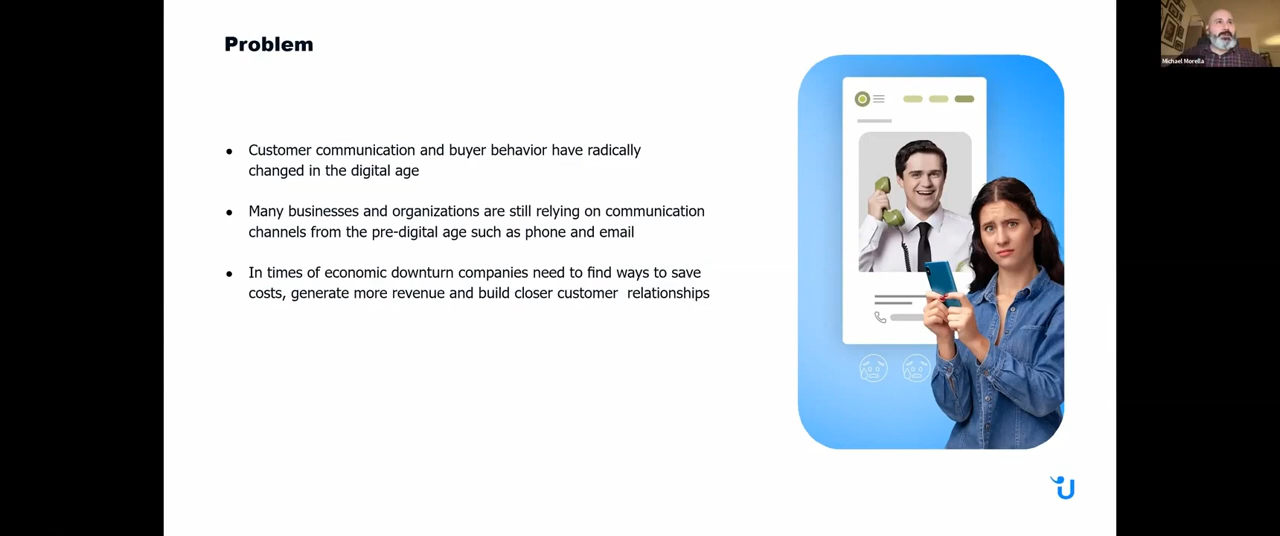 Problem
Michael Morella
● Customer communication and buyer behavior have radically
changed in the digital age
● Many businesses and organizations are still relying on communication
channels from the pre-digital age such as phone and email
● In times of economic downturn companies need to find ways to save
costs, generate more revenue and build closer customer relationships
U